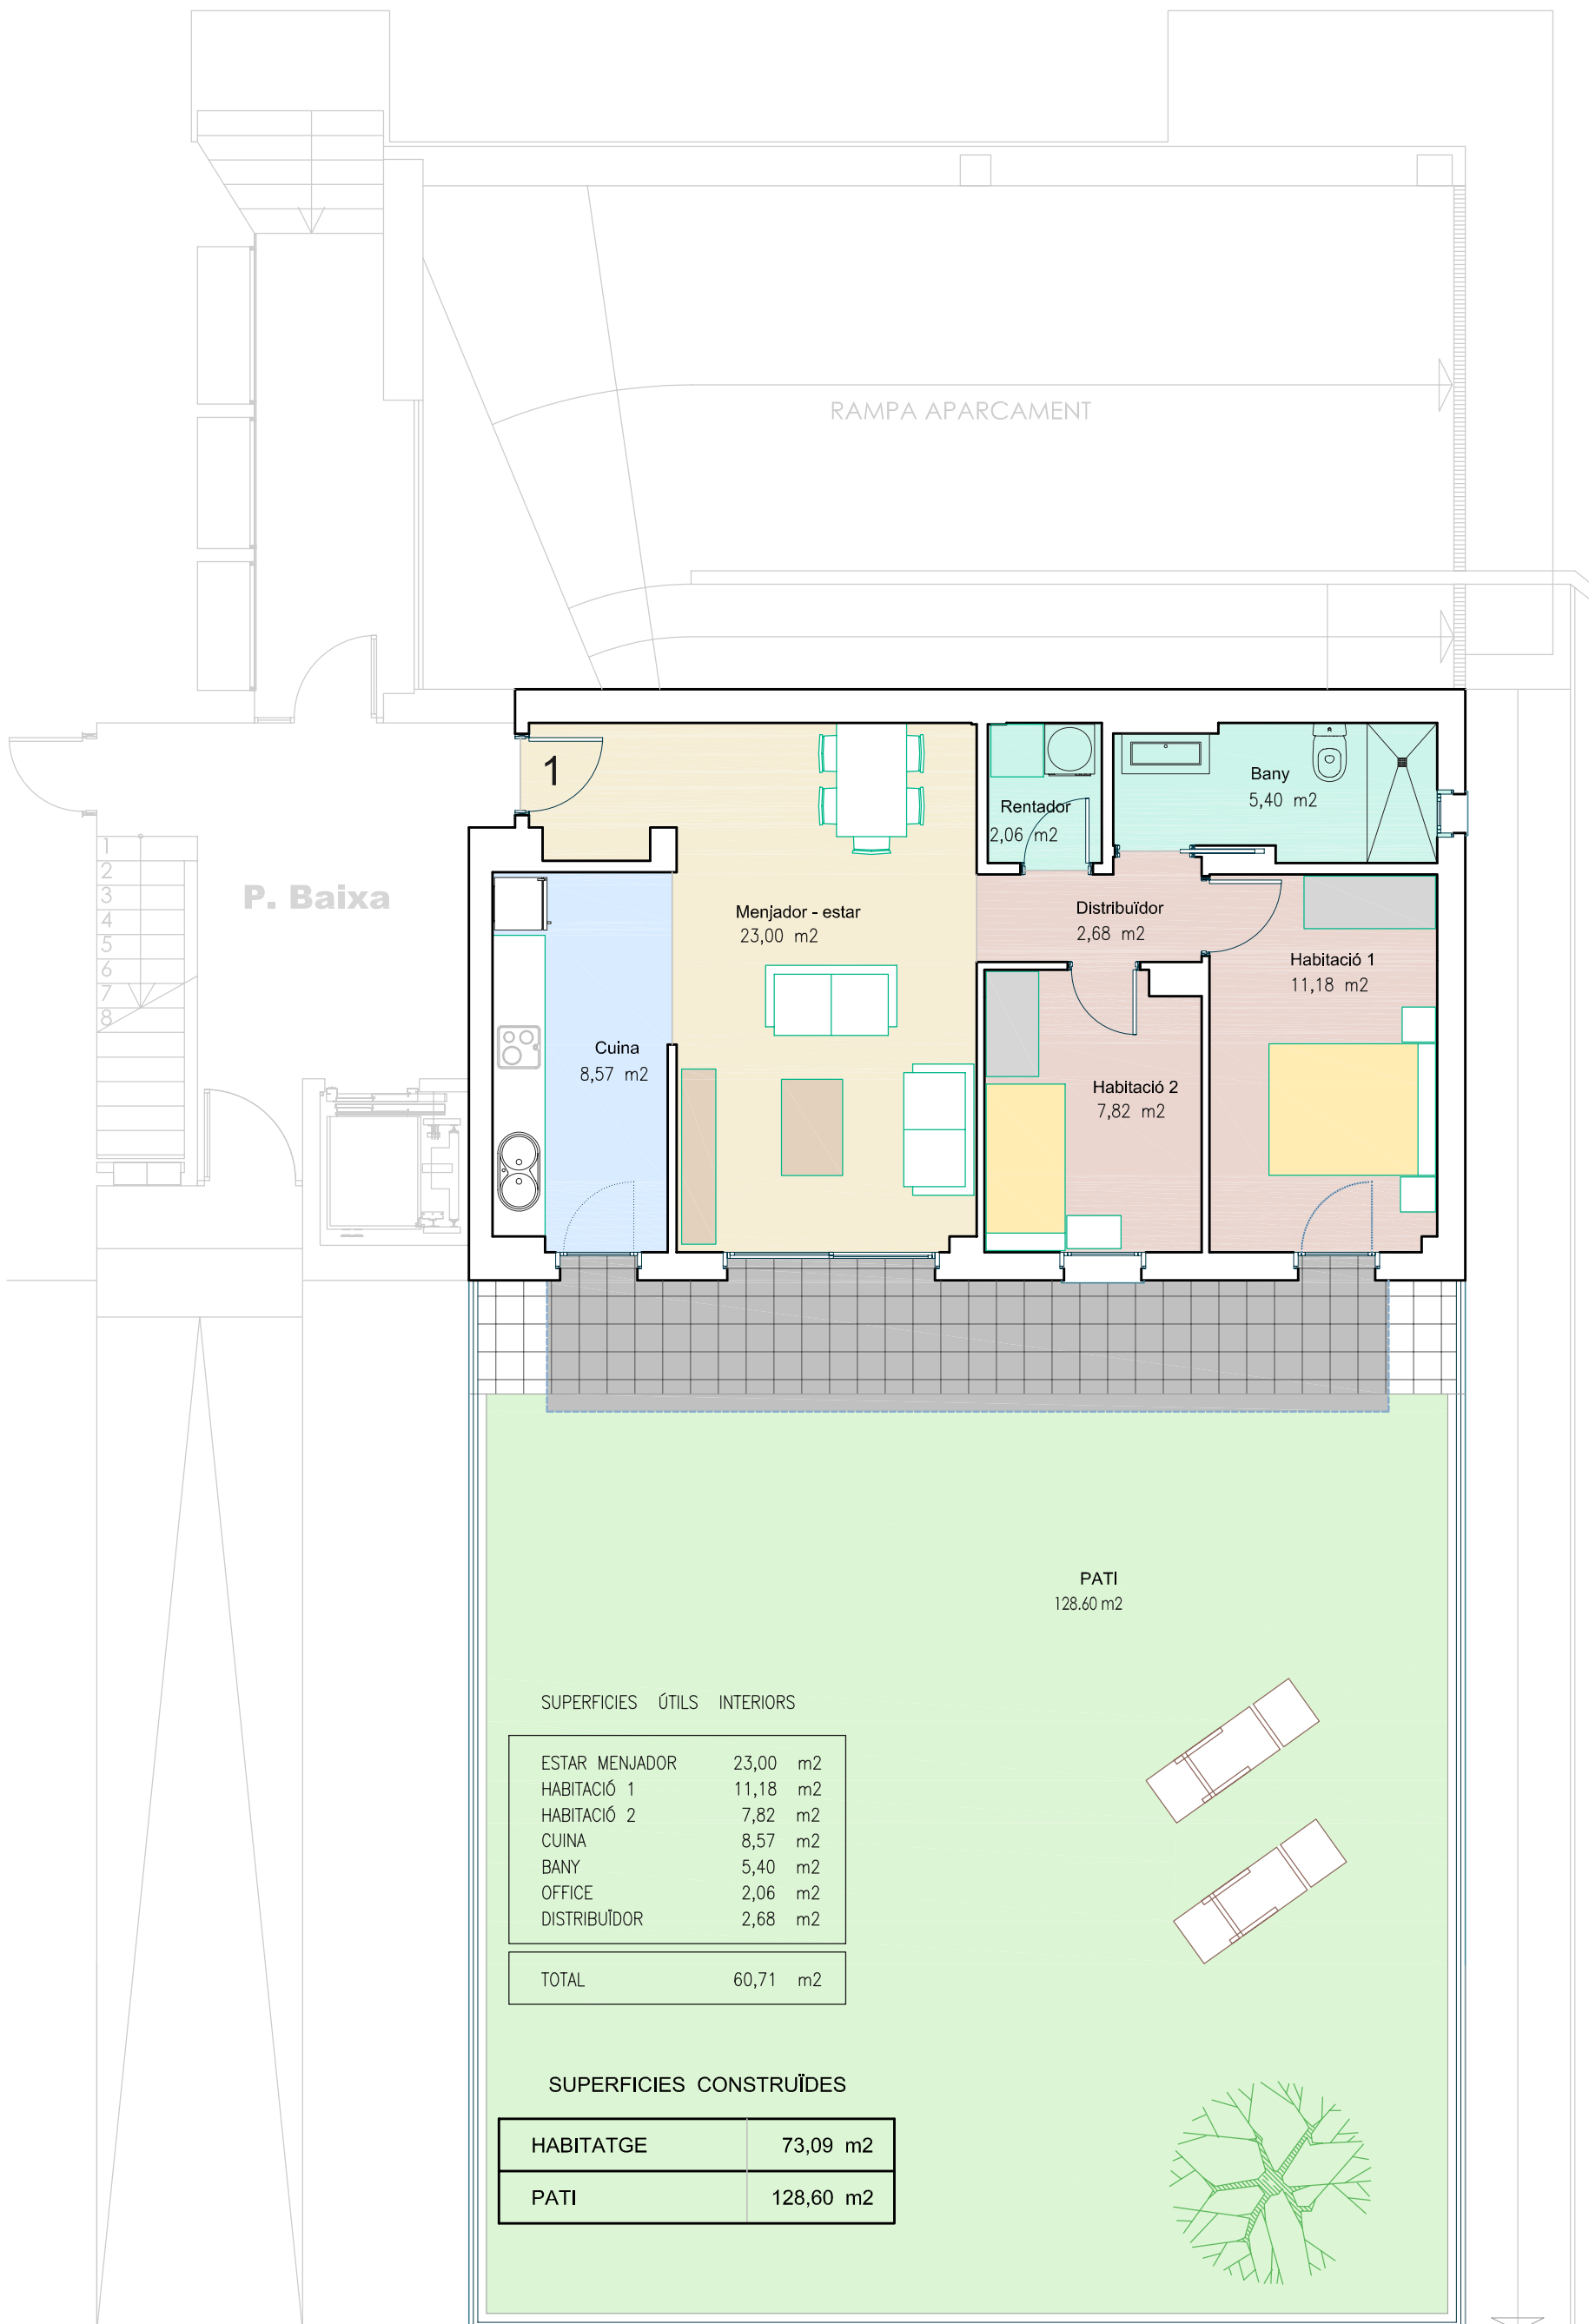 RAMPA APARCAMENT
1
Bany
5,40 m2
Rentador
2,06 m2
P. Baixa
1
2
3
4
5
6
7
8
Menjador - estar
23,00 m2
Distribuïdor
2,68 m2
Habitació 1
11,18 m2
Cuina
8,57 m2
Habitació 2
7,82 m2
PATI
128.60 m2
SUPERFICIES ÚTILS INTERIORS
ESTAR MENJADOR 23,00 m2
HABITACIÓ 1 11,18 m2
HABITACIÓ 2 7,82 m2
CUINA 8,57 m2
BANY 5,40 m2
OFFICE 2,06 m2
DISTRIBUÏDOR 2,68 m2
TOTAL 60,71 m2
SUPERFICIES CONSTRUÏDES
HABITATGE 73,09 m2
PATI 128,60 m2